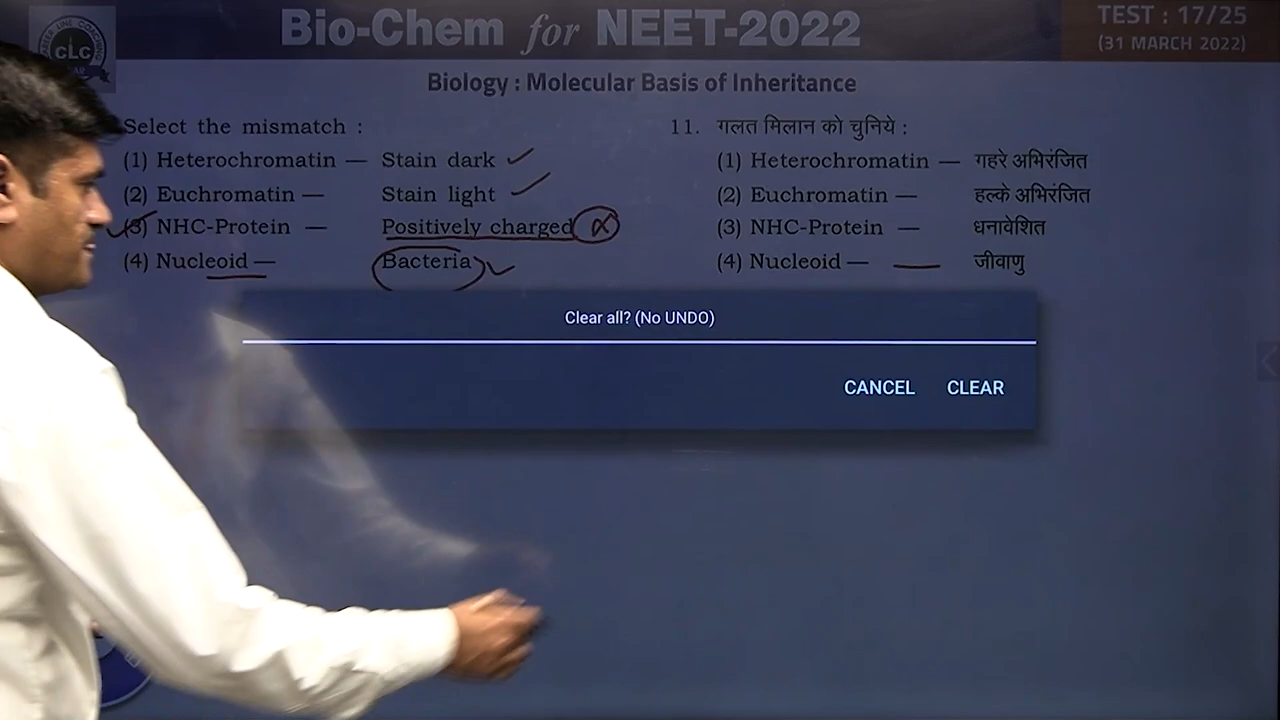 Bio-Chem for NEET-2022
TEST : 17/25
(31 MARCH 2022)
CLC
Biology : Molecular Basis of Inheritance
Select the mismatch :
(1) Heterochromatin — Stain dark
(2) Euchromatin — Stain light
(3) NHC-Protein — Positively charged
(4) Nucleoid — Bacteria
11. गलत मिलान को चुनिये :
(1) Heterochromatin — गहरे अभिरंजित
(2) Euchromatin — हल्के अभिरंजित
(3) NHC-Protein — धनावेशित
(4) Nucleoid — जीवाणु
Clear all? (No UNDO)
CANCEL CLEAR